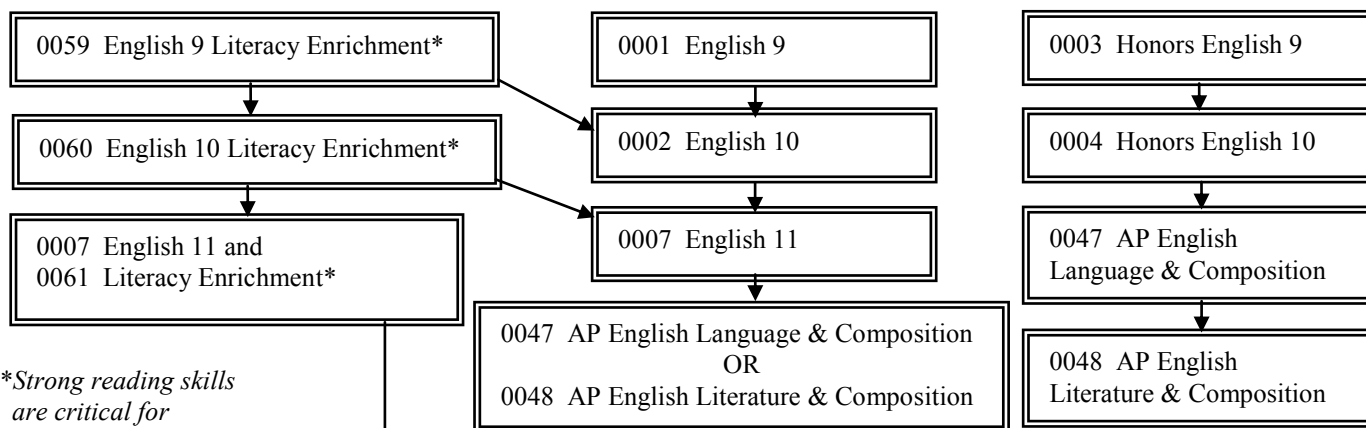 0059 English 9 Literacy Enrichment*
0060 English 10 Literacy Enrichment*
0007 English 11 and
0061 Literacy Enrichment*
*Strong reading skills
are critical for
0001 English 9
0002 English 10
0007 English 11
0047 AP English Language & Composition
OR
0048 AP English Literature & Composition
0003 Honors English 9
0004 Honors English 10
0047 AP English
Language & Composition
0048 AP English
Literature & Composition